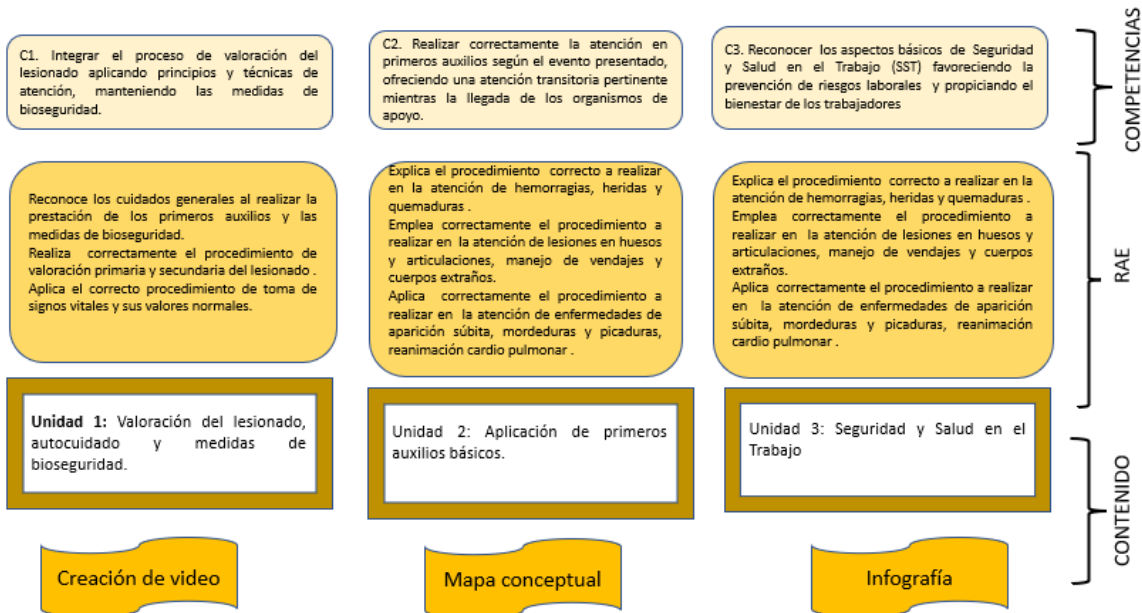 C1. Integrar el proceso de valoración del
lesionado aplicando principios y técnicas de
atención, manteniendo las medidas de
bioseguridad.
C2. Realizar correctamente la atención en
primeros auxilios según el evento presentado,
ofreciendo una atención transitoria pertinente
mientras la llegada de los organismos de
apoyo.
C3. Reconocer los aspectos básicos de Seguridad
y Salud en el Trabajo (SST) favoreciendo la
prevención de riesgos laborales y propiciando el
bienestar de los trabajadores
COMPETENCIAS
Reconoce los cuidados generales al realizar la
prestación de los primeros auxilios y las
medidas de bioseguridad.
Realiza correctamente el procedimiento de
valoración primaria y secundaria del lesionado .
Aplica el correcto procedimiento de toma de
signos vitales y sus valores normales.
Explica el procedimiento correcto a realizar
en la atención de hemorragias, heridas y
quemaduras .
Emplea correctamente el procedimiento a
realizar en la atención de lesiones en huesos
y articulaciones, manejo de vendajes y
cuerpos extraños.
Aplica correctamente el procedimiento a
realizar en la atención de enfermedades de
aparición súbita, mordeduras y picaduras,
reanimación cardio pulmonar .
Explica el procedimiento correcto a realizar en la
atención de hemorragias, heridas y quemaduras .
Emplea correctamente el procedimiento a
realizar en la atención de lesiones en huesos y
articulaciones, manejo de vendajes y cuerpos
extraños.
Aplica correctamente el procedimiento a realizar
en la atención de enfermedades de aparición
súbita, mordeduras y picaduras, reanimación
cardio pulmonar .
RAE
Unidad 1: Valoración del lesionado,
autocuidado y medidas de
bioseguridad.
Unidad 2: Aplicación de primeros
auxilios básicos.
Unidad 3: Seguridad y Salud en el
Trabajo
CONTENIDO
Creación de video
Mapa conceptual
Infografía